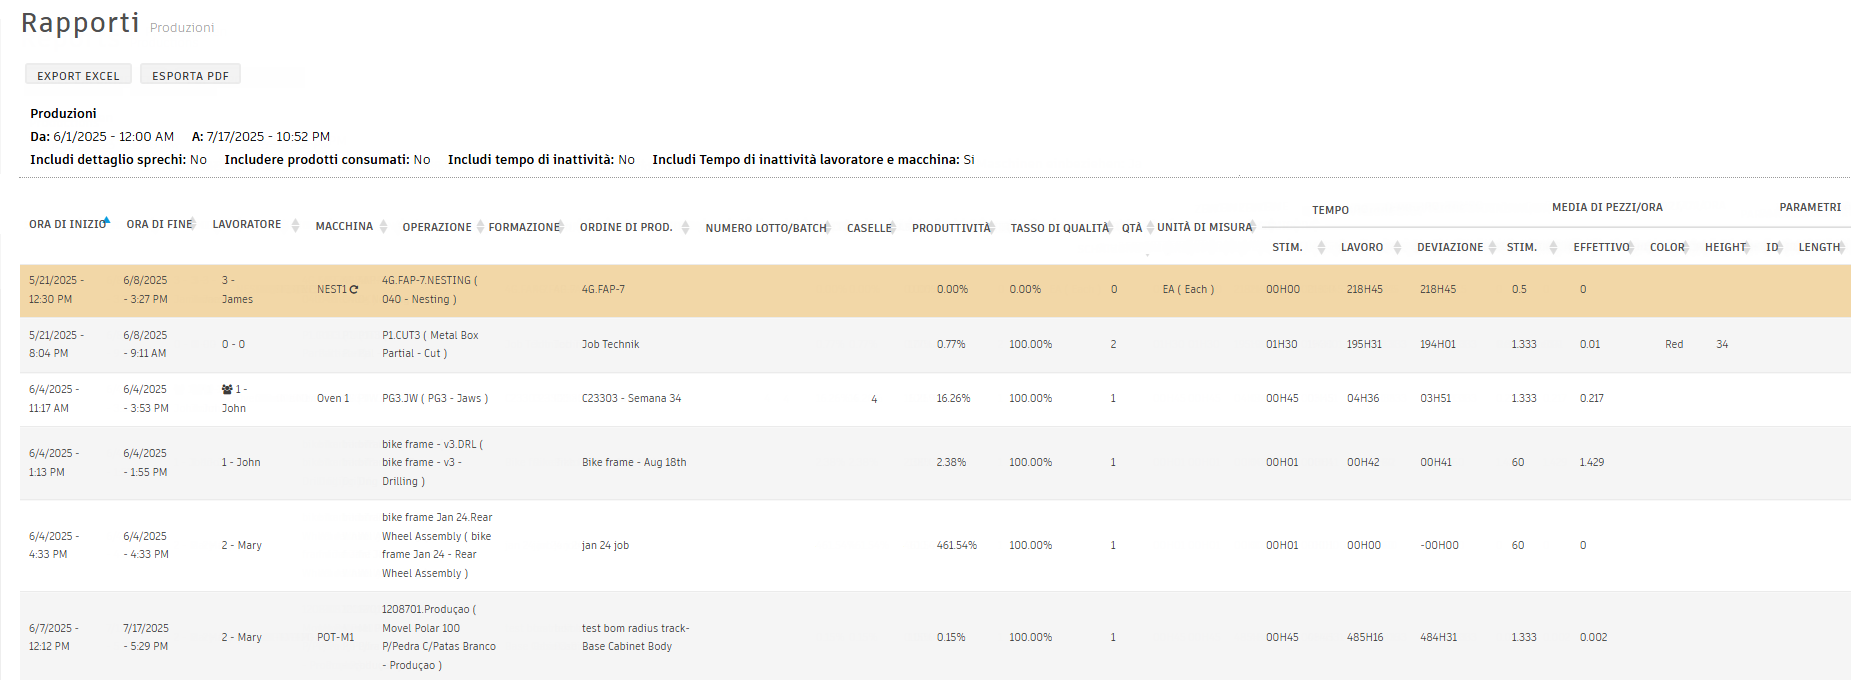 Rapporti Produzioni
EXPORT EXCEL ESPORTA PDF
Produzioni
Da: 6/1/2025 - 12:00 AM A: 7/17/2025 - 10:52 PM
Includi dettaglio sprechi: No Includere prodotti consumati: No Includi tempo di inattività: No Includi Tempo di inattività lavoratore e macchina: Si
TEMPO MEDIA DI PEZZI/ORA PARAMETRI
ORA DI INIZIO ORA DI FINE LAVORATORE MACCHINA OPERAZIONE FORMAZIONE ORDINE DI PROD. NUMERO LOTTO/BATCH CASELLE PRODUTTIVITÀ TASSO DI QUALITÀ QTÀ UNITÀ DI MISURA
STIM. LAVORO DEVIAZIONE STIM. EFFETTIVO COLOR HEIGHT ID LENGTH
5/21/2025 - 6/8/2025 3 - 4G.FAP-7.NESTING (
NEST1 4G.FAP-7 0.00% 0.00% 0 EA ( Each ) 00H00 218H45 218H45 0.5 0
12:30 PM - 3:27 PM James 040 - Nesting )
5/21/2025 - 6/8/2025 P1.CUT3 ( Metal Box
0 - 0 Job Technik 0.77% 100.00% 2 01H30 195H31 194H01 1.333 0.01 Red 34
8:04 PM - 9:11 AM Partial - Cut )
6/4/2025 - 6/4/2025 1 -
Oven 1 PG3.JW ( PG3 - Jaws ) C23303 - Semana 34 4 16.26% 100.00% 1 00H45 04H36 03H51 1.333 0.217
11:17 AM - 3:53 PM John
bike frame - v3.DRL (
6/4/2025 - 6/4/2025
1 - John bike frame - v3 - Bike frame - Aug 18th 2.38% 100.00% 1 00H01 00H42 00H41 60 1.429
1:13 PM - 1:55 PM
Drilling )
bike frame Jan 24.Rear
6/4/2025 - 6/4/2025 Wheel Assembly ( bike
2 - Mary jan 24 job 461.54% 100.00% 1 00H01 00H00 -00H00 60 0
4:33 PM - 4:33 PM frame Jan 24 - Rear
Wheel Assembly )
1208701.Produçao (
6/7/2025 - 7/17/2025 Movel Polar 100 test bom radius track-
2 - Mary POT-M1 0.15% 100.00% 1 00H45 485H16 484H31 1.333 0.002
12:12 PM - 5:29 PM P/Pedra C/Patas Branco Base Cabinet Body
- Produçao )